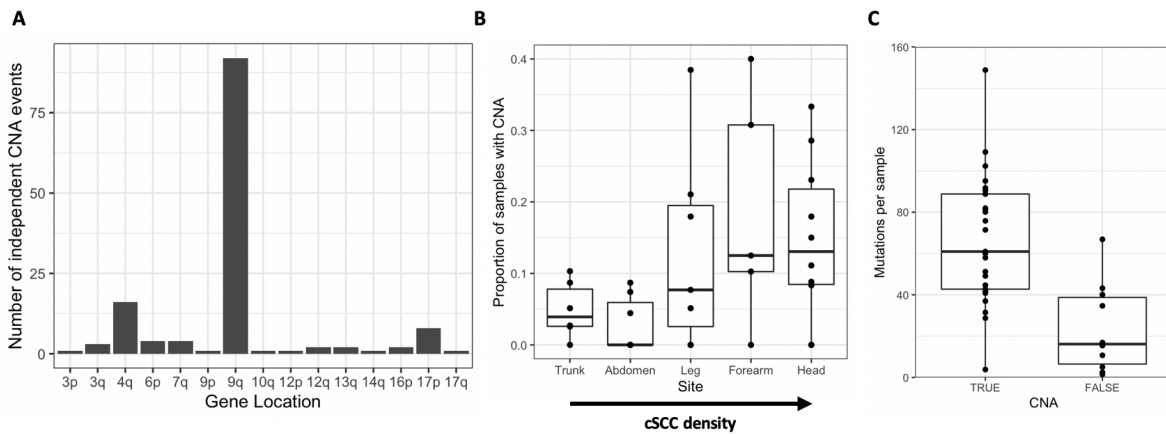 A
Number of independent CNA events
75
50
25
0
3p 3q 4q 6p 7q 9p 9q 10q 12p 12q 13q 14q 16p 17p 17q
Gene Location
B
Proportion of samples with CNA
0.4
0.3
0.2
0.1
0.0
Trunk Abdomen Leg Forearm Head
Site
cSCC density
C
Mutations per sample
160
120
80
40
0
TRUE FALSE
CNA